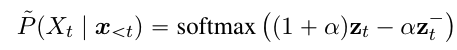 P̃(X_t | x_{<t}) = softmax ((1 + α)z_t − αz_t^−)